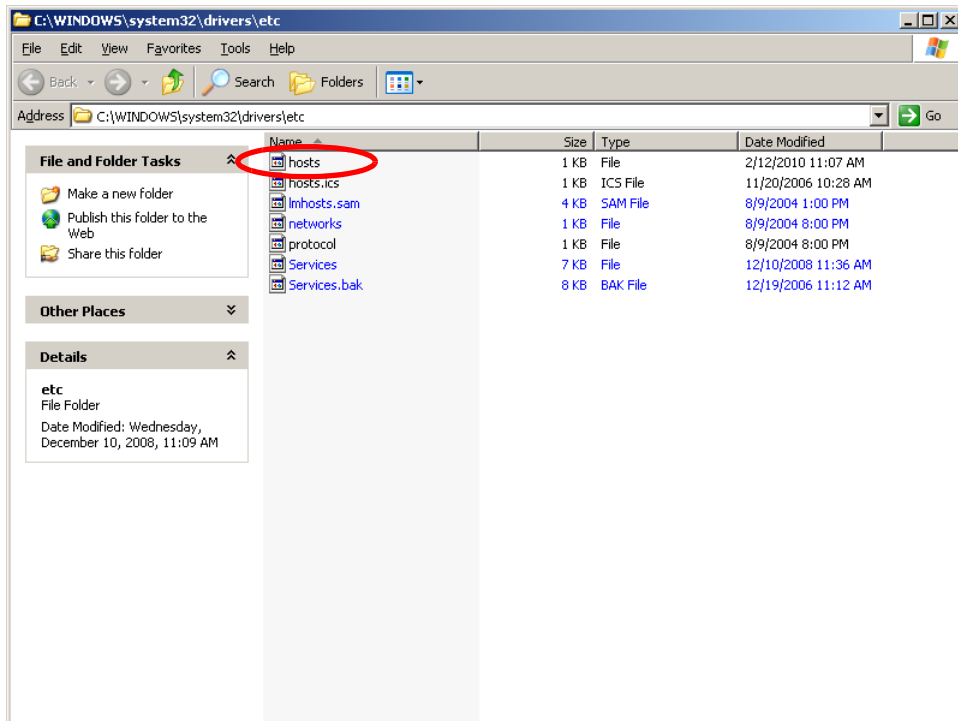 C:\WINDOWS\system32\drivers\etc
File Edit View Favorites Tools Help
Back Search Folders
Address C:\WINDOWS\system32\drivers\etc Go
File and Folder Tasks
Make a new folder
Publish this folder to the
Web
Share this folder
Other Places
Details
etc
File Folder
Date Modified: Wednesday,
December 10, 2008, 11:09 AM
Name Size Type Date Modified
hosts 1 KB File 2/12/2010 11:07 AM
hosts.ics 1 KB ICS File 11/20/2006 10:28 AM
lmhosts.sam 4 KB SAM File 8/9/2004 1:00 PM
networks 1 KB File 8/9/2004 8:00 PM
protocol 1 KB File 8/9/2004 8:00 PM
Services 7 KB File 12/10/2008 11:36 AM
Services.bak 8 KB BAK File 12/19/2006 11:12 AM